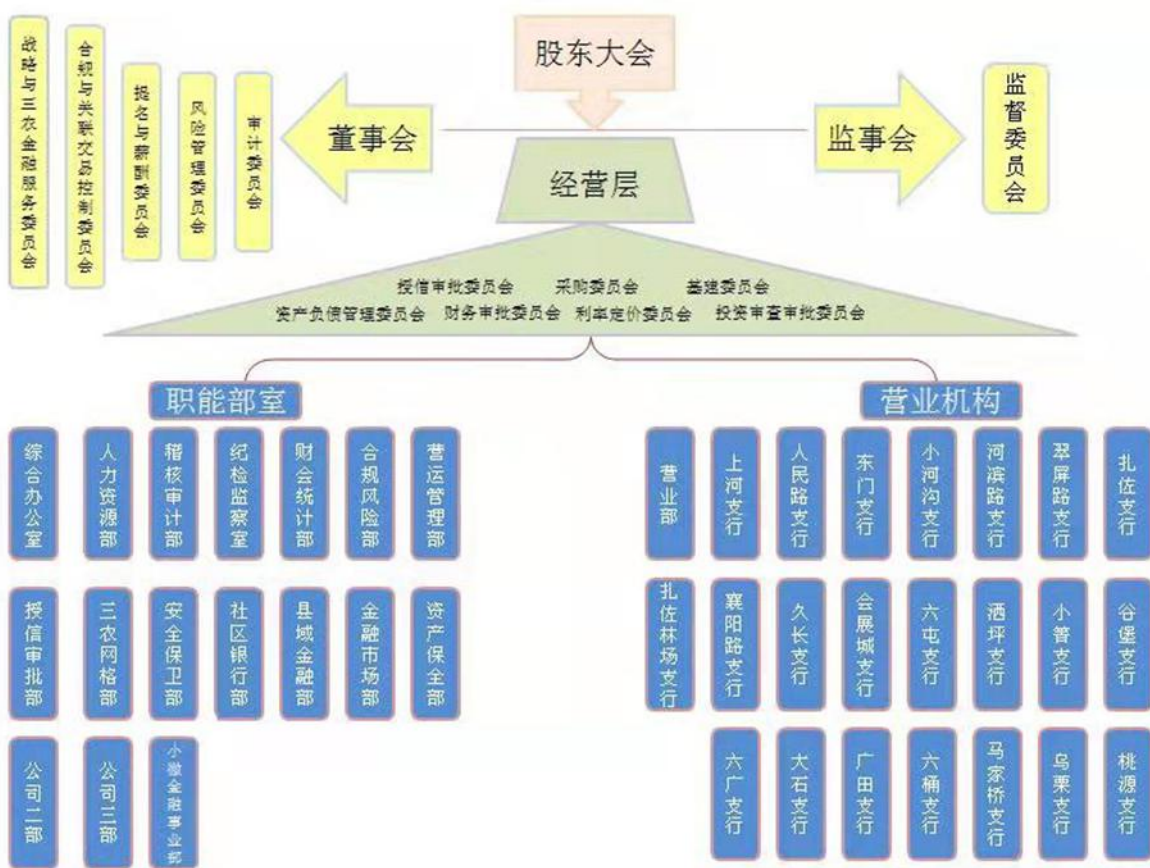 股东大会
董事会
监事会
经营层
战略与三农金融服务委员会
合规与关联交易控制委员会
提名与薪酬委员会
风险管理委员会
审计委员会
监督委员会
授信审批委员会 采购委员会 基建委员会
资产负债管理委员会 财务审批委员会 利率定价委员会 投资审查审批委员会
职能部室
营业机构
综合办公室
人力资源部
稽核审计部
纪检监察室
财会统计部
合规风险部
营运管理部
授信审批部
三农网格部
安全保卫部
社区银行部
县域金融部
金融市场部
资产保全部
公司二部
公司三部
小微金融事业部
营业部
上河支行
人民路支行
东门支行
小河沟支行
河滨路支行
翠屏路支行
扎佐支行
扎佐林场支行
襄阳路支行
久长支行
会展城支行
六屯支行
洒坪支行
小箐支行
谷堡支行
六广支行
大石支行
广田支行
六桶支行
马家桥支行
乌栗支行
桃源支行